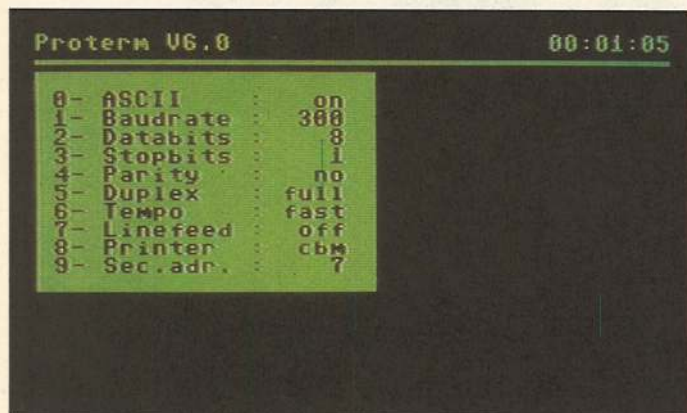 Proterm V6.0 00:01:05
0- ASCII : on
1- Baudrate : 300
2- Databits : 8
3- Stopbits : 1
4- Parity : no
5- Duplex : full
6- Tempo : fast
7- Linefeed : off
8- Printer : cbm
9- Sec.adr. : 7